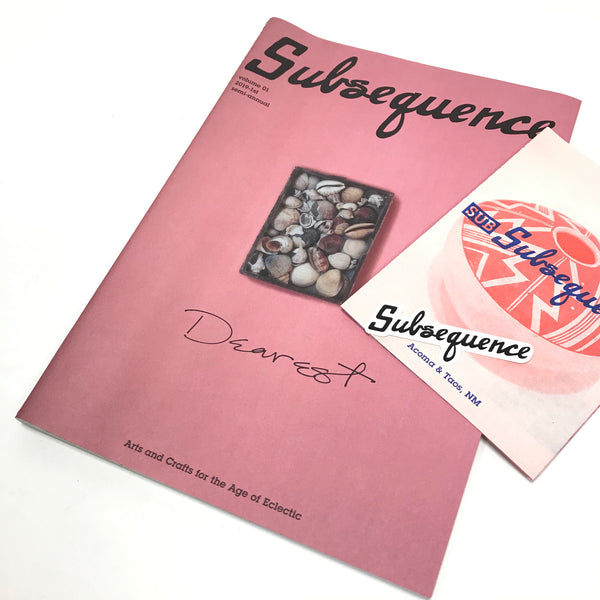 Subsequence
volume 01
2019-1st
semi-annual
Dearest
Arts and Crafts for the Age of Eclectic
SUB
Subseque
Subsequence
Acoma & Taos, NM